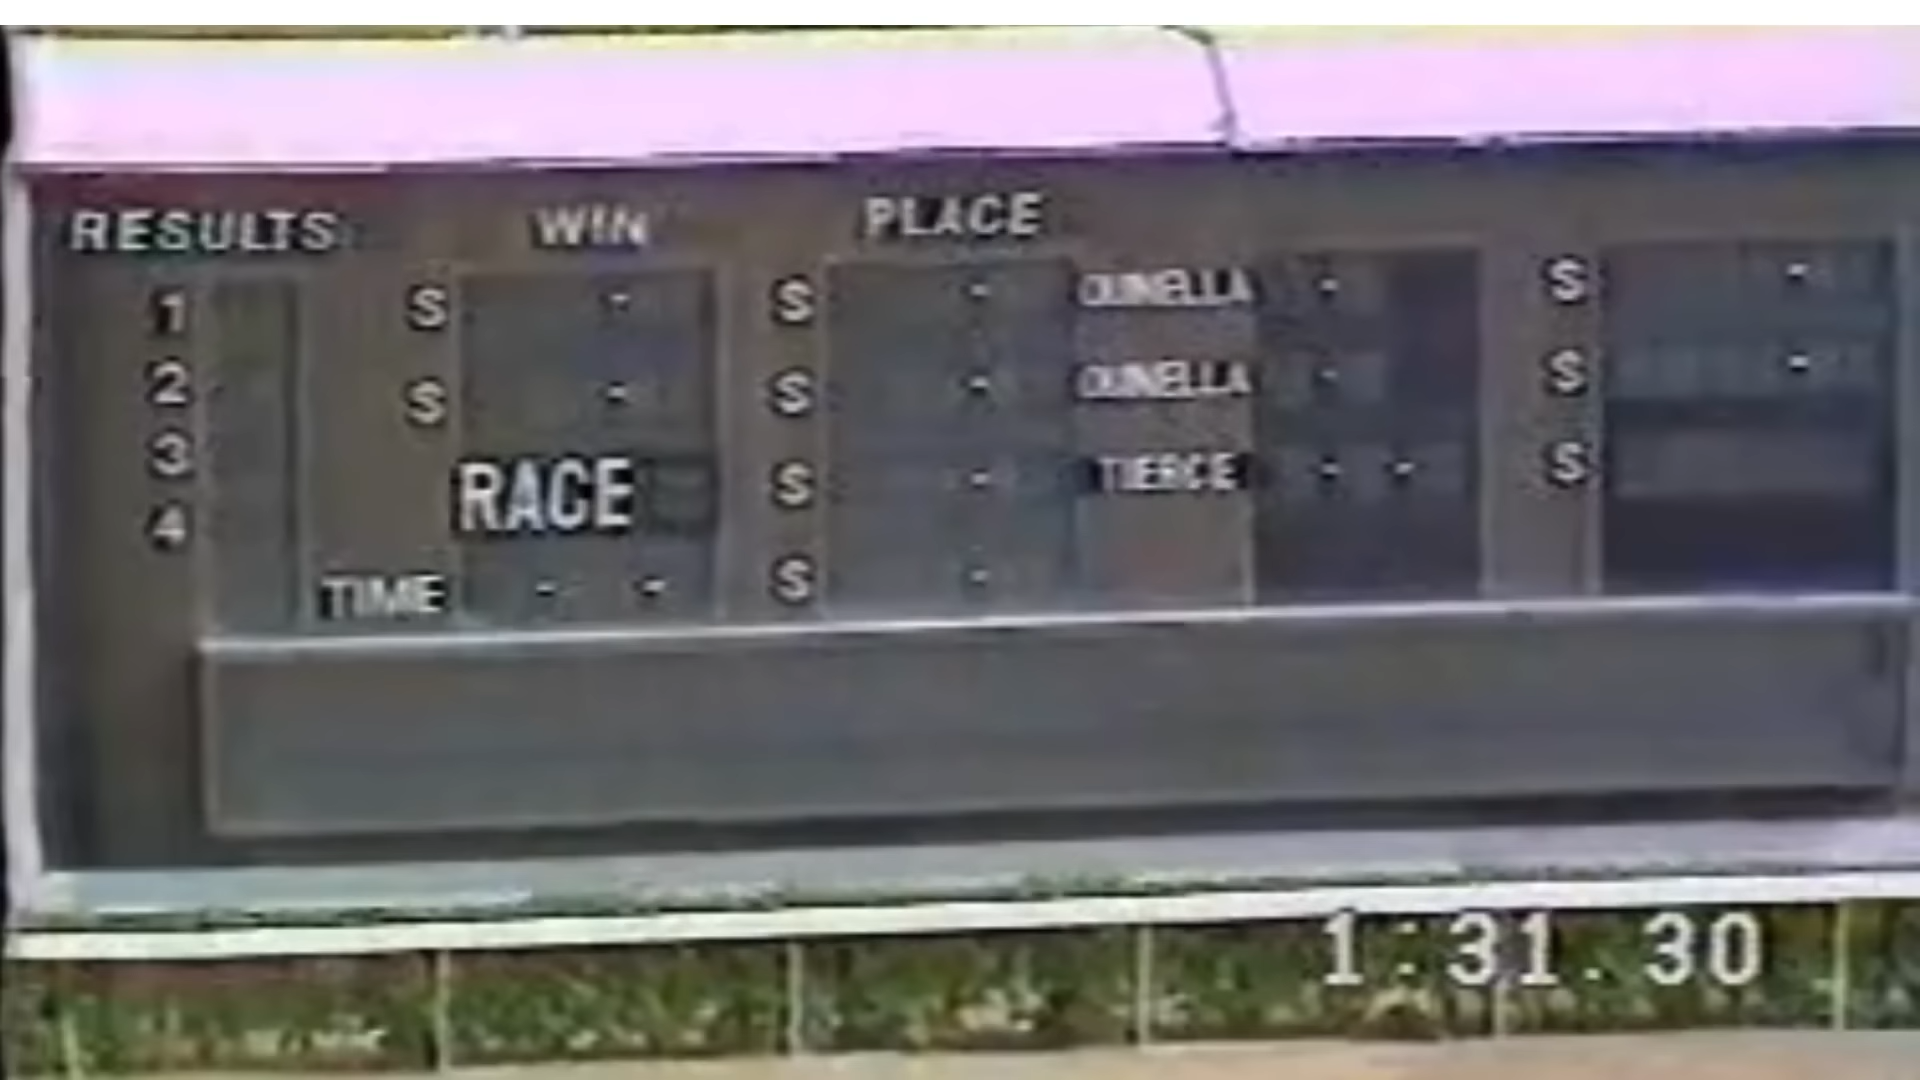 RESULTS WIN PLACE
1 S . S . QUINELLA . S .
2 S . S . QUINELLA . S .
3 RACE S . TIERCE . . S
4
TIME . . S .
1:31.30